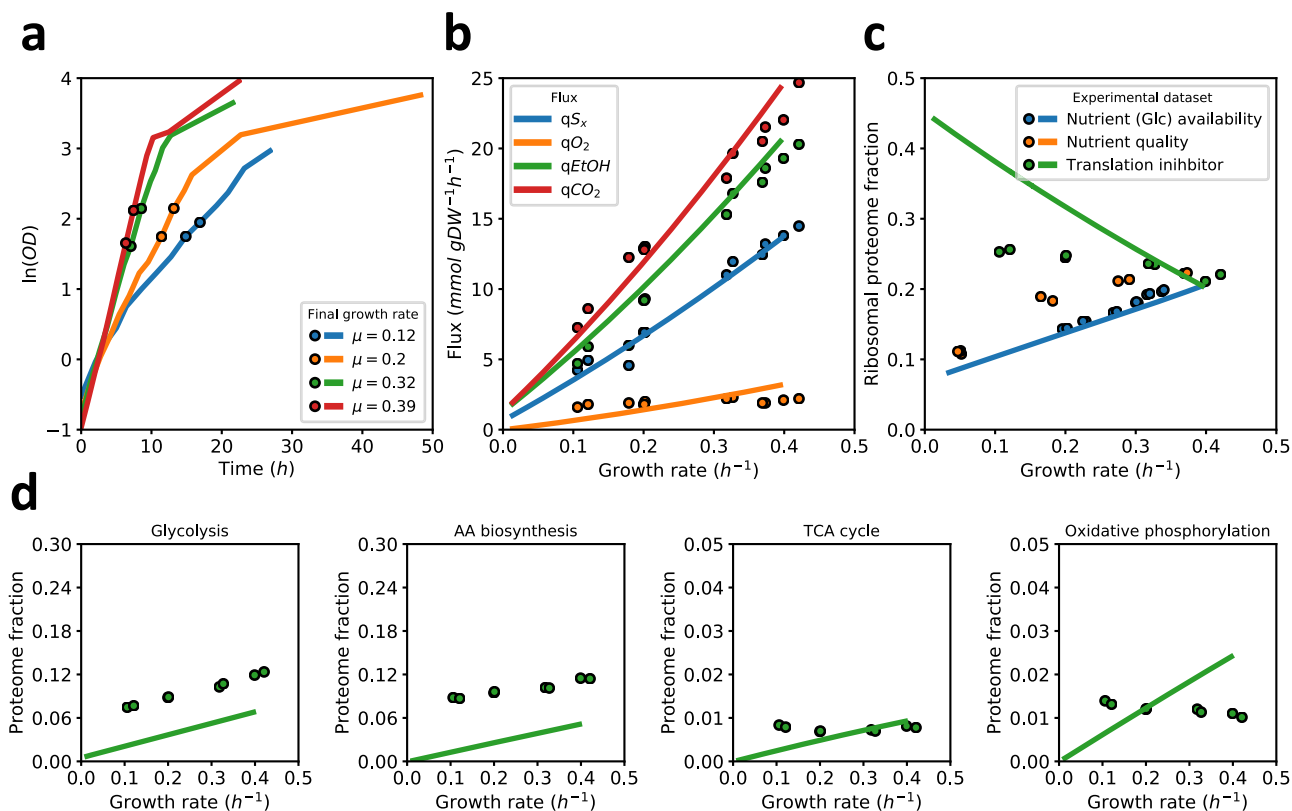 a
4
3
2
1
0
−1
ln(OD)
0 10 20 30 40 50
Time (h)
Final growth rate
μ = 0.12
μ = 0.2
μ = 0.32
μ = 0.39
b
25
20
15
10
5
0
Flux (mmol gDW⁻¹h⁻¹)
0.0 0.1 0.2 0.3 0.4 0.5
Growth rate (h⁻¹)
Flux
qSₓ
qO₂
qEtOH
qCO₂
c
0.5
0.4
0.3
0.2
0.1
0.0
Ribosomal proteome fraction
0.0 0.1 0.2 0.3 0.4 0.5
Growth rate (h⁻¹)
Experimental dataset
Nutrient (Glc) availability
Nutrient quality
Translation inihbitor
d
Glycolysis
0.30
0.24
0.18
0.12
0.06
0.00
Proteome fraction
0.0 0.1 0.2 0.3 0.4 0.5
Growth rate (h⁻¹)
AA biosynthesis
0.30
0.24
0.18
0.12
0.06
0.00
Proteome fraction
0.0 0.1 0.2 0.3 0.4 0.5
Growth rate (h⁻¹)
TCA cycle
0.05
0.04
0.03
0.02
0.01
0.00
Proteome fraction
0.0 0.1 0.2 0.3 0.4 0.5
Growth rate (h⁻¹)
Oxidative phosphorylation
0.05
0.04
0.03
0.02
0.01
0.00
Proteome fraction
0.0 0.1 0.2 0.3 0.4 0.5
Growth rate (h⁻¹)